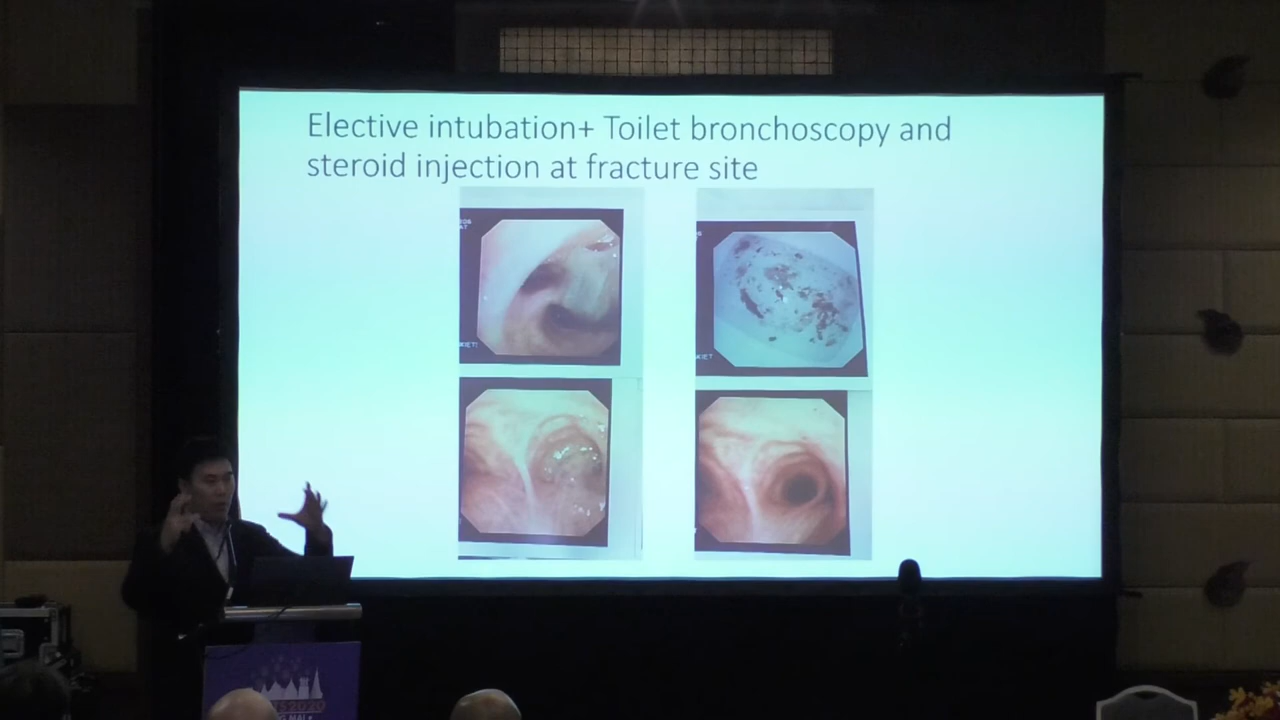 Elective intubation+ Toilet bronchoscopy and
steroid injection at fracture site